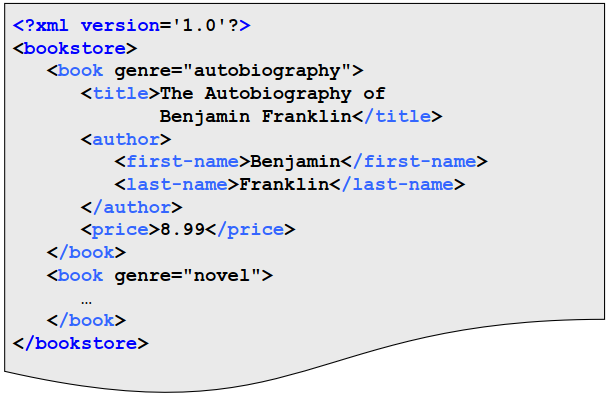 <?xml version='1.0'?>
<bookstore>
   <book genre="autobiography">
      <title>The Autobiography of
             Benjamin Franklin</title>
      <author>
         <first-name>Benjamin</first-name>
         <last-name>Franklin</last-name>
      </author>
      <price>8.99</price>
   </book>
   <book genre="novel">
      …
   </book>
</bookstore>